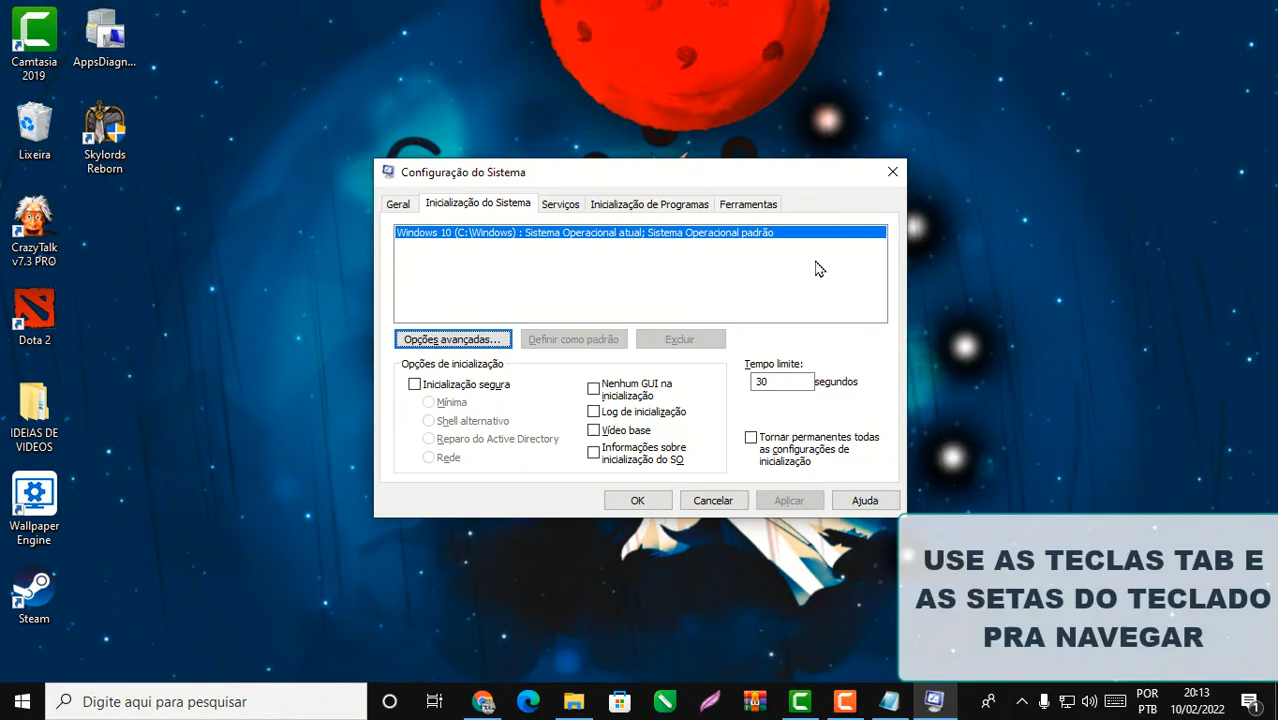 Camtasia
2019
AppsDiagn...
Lixeira
Skylords
Reborn
CrazyTalk
v7.3 PRO
Dota 2
IDEIAS DE
VIDEOS
Wallpaper
Engine
Steam
Configuração do Sistema
Geral
Inicialização do Sistema
Serviços
Inicialização de Programas
Ferramentas
Windows 10 (C:\Windows) : Sistema Operacional atual; Sistema Operacional padrão
Opções avançadas...
Definir como padrão
Excluir
Opções de inicialização
Inicialização segura
Mínima
Shell alternativo
Reparo do Active Directory
Rede
Nenhum GUI na
inicialização
Log de inicialização
Vídeo base
Informações sobre
inicialização do SO
Tempo limite:
30 segundos
Tornar permanentes todas
as configurações de
inicialização
OK
Cancelar
Aplicar
Ajuda
USE AS TECLAS TAB E
AS SETAS DO TECLADO
PRA NAVEGAR
Digite aqui para pesquisar
POR
PTB
20:13
10/02/2022
1